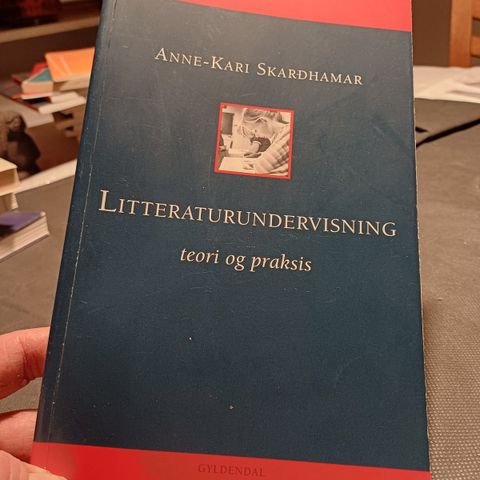 ANNE-KARI SKARÐHAMAR
LITTERATURUNDERVISNING
teori og praksis
GYLDENDAL